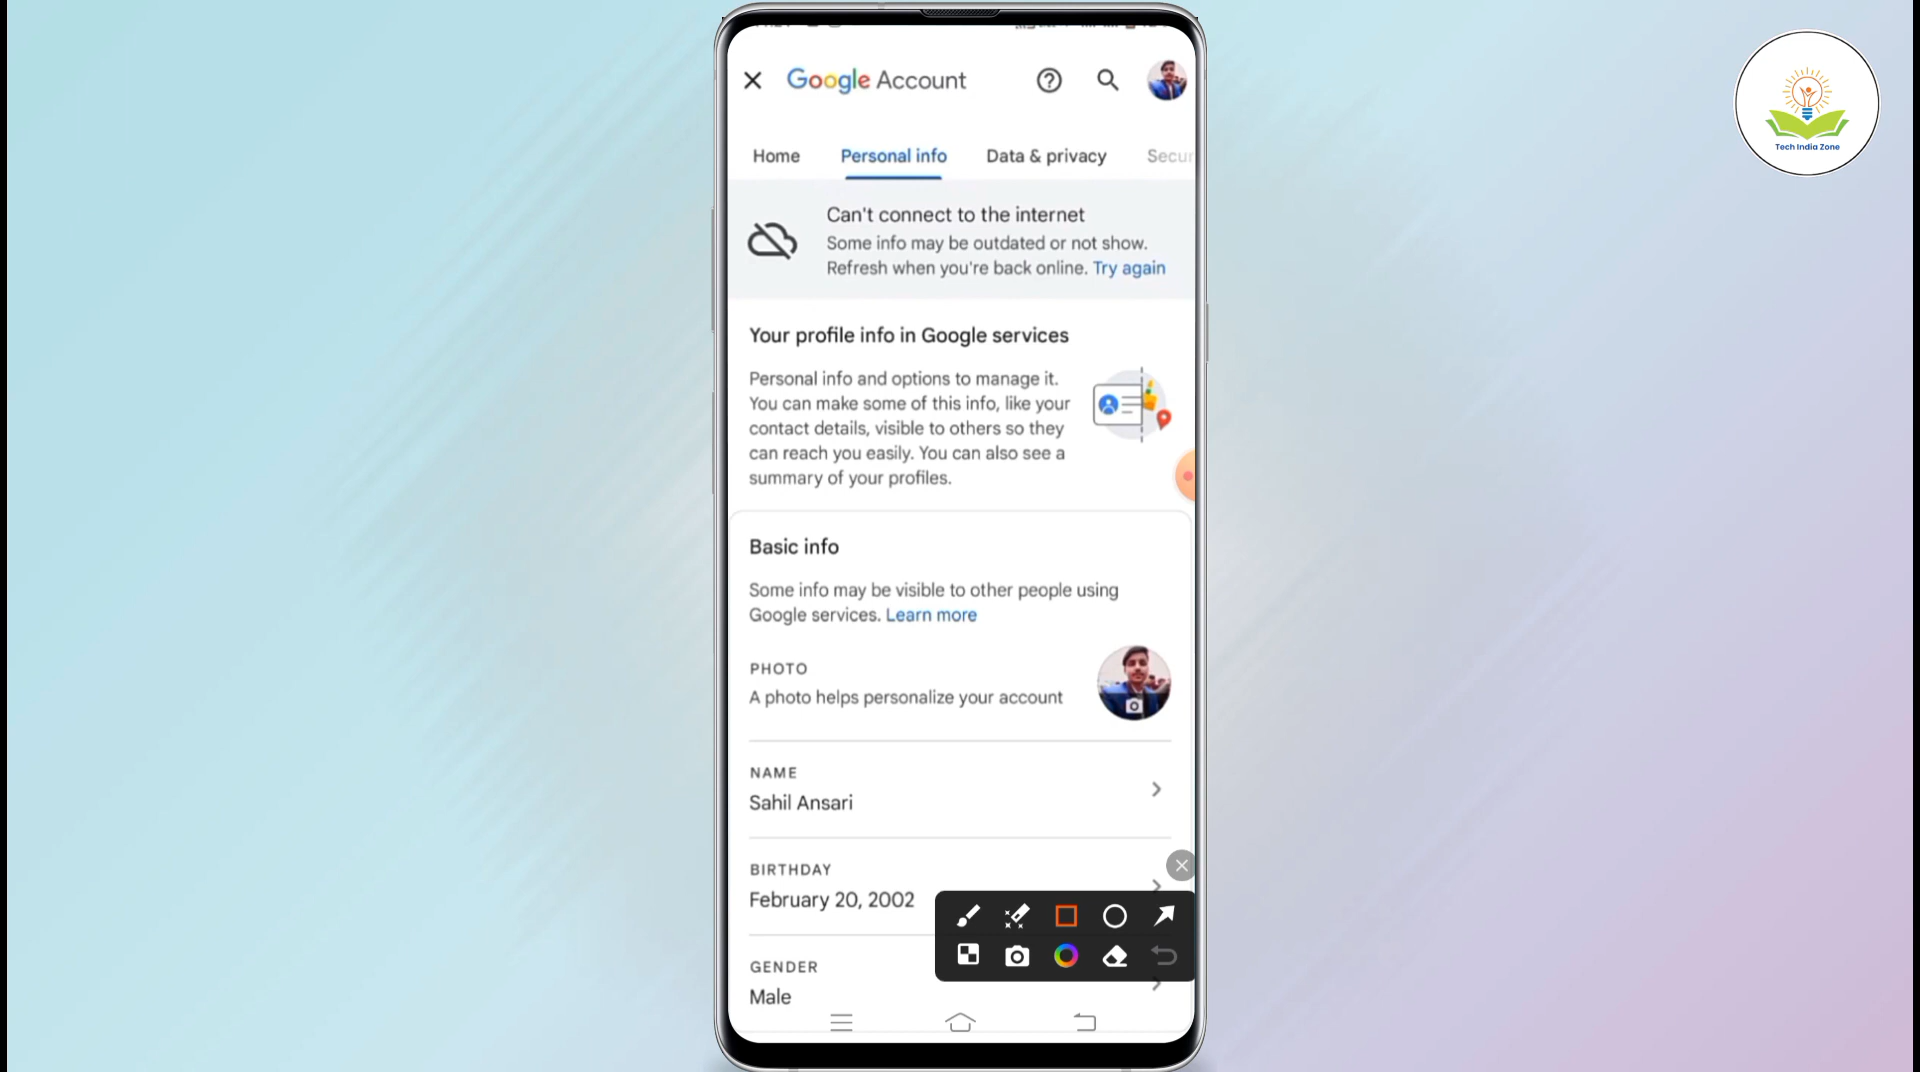 Google Account
Tech India Zone
Home Personal info Data & privacy Secur
Can't connect to the internet
Some info may be outdated or not show.
Refresh when you're back online. Try again
Your profile info in Google services
Personal info and options to manage it.
You can make some of this info, like your
contact details, visible to others so they
can reach you easily. You can also see a
summary of your profiles.
Basic info
Some info may be visible to other people using
Google services. Learn more
PHOTO
A photo helps personalize your account
NAME
Sahil Ansari
BIRTHDAY
February 20, 2002
GENDER
Male